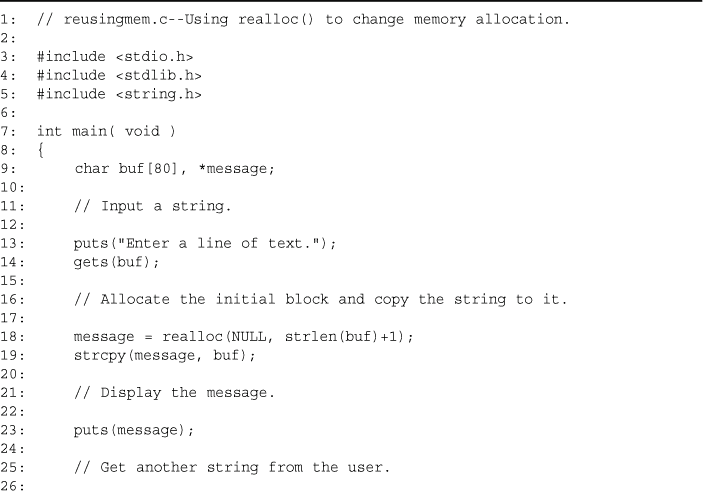 1: // reusingmem.c--Using realloc() to change memory allocation.
2:
3: #include <stdio.h>
4: #include <stdlib.h>
5: #include <string.h>
6:
7: int main( void )
8: {
9:     char buf[80], *message;
10:
11:     // Input a string.
12:
13:     puts("Enter a line of text.");
14:     gets(buf);
15:
16:     // Allocate the initial block and copy the string to it.
17:
18:     message = realloc(NULL, strlen(buf)+1);
19:     strcpy(message, buf);
20:
21:     // Display the message.
22:
23:     puts(message);
24:
25:     // Get another string from the user.
26: